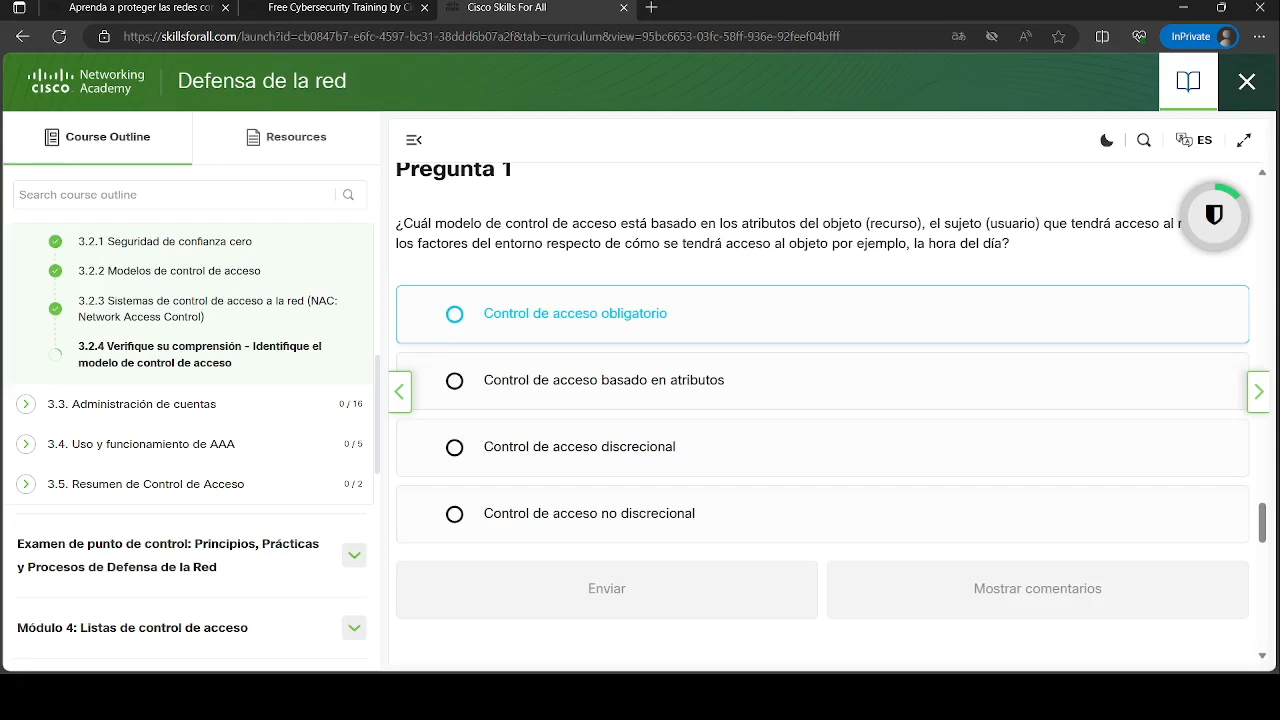 Aprenda a proteger las redes cor
Free Cybersecurity Training by Ci
Cisco Skills For All
https://skillsforall.com/launch?id=cb0847b7-e6fc-4597-bc31-38ddd6b07a2f&tab=curriculum&view=95bc6653-03fc-58ff-936e-92feef04bfff
InPrivate
cisco Networking Academy
Defensa de la red
Course Outline
Resources
Search course outline
3.2.1 Seguridad de confianza cero
3.2.2 Modelos de control de acceso
3.2.3 Sistemas de control de acceso a la red (NAC:
Network Access Control)
3.2.4 Verifique su comprensión - Identifique el
modelo de control de acceso
3.3. Administración de cuentas
0 / 16
3.4. Uso y funcionamiento de AAA
0 / 5
3.5. Resumen de Control de Acceso
0 / 2
Examen de punto de control: Principios, Prácticas
y Procesos de Defensa de la Red
Módulo 4: Listas de control de acceso
ES
Pregunta 1
¿Cuál modelo de control de acceso está basado en los atributos del objeto (recurso), el sujeto (usuario) que tendrá acceso al
los factores del entorno respecto de cómo se tendrá acceso al objeto por ejemplo, la hora del día?
Control de acceso obligatorio
Control de acceso basado en atributos
Control de acceso discrecional
Control de acceso no discrecional
Enviar
Mostrar comentarios